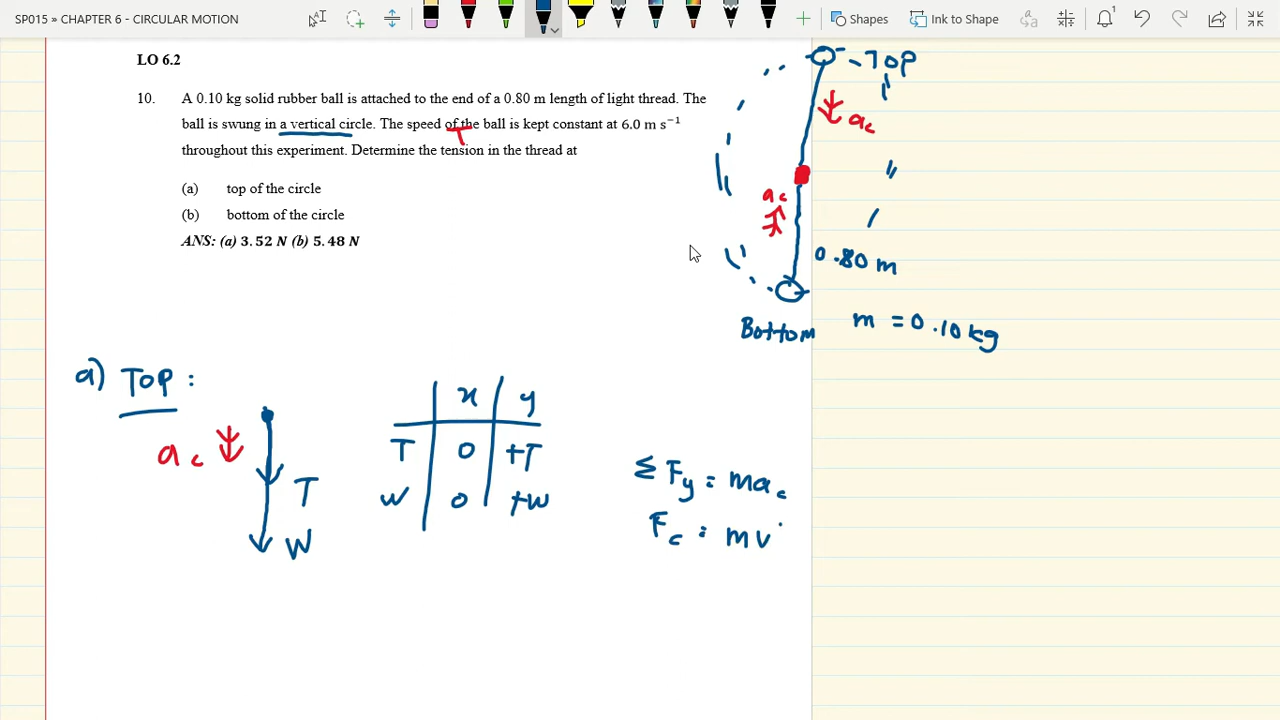 SP015 » CHAPTER 6 - CIRCULAR MOTION
Shapes
Ink to Shape
LO 6.2
10. A 0.10 kg solid rubber ball is attached to the end of a 0.80 m length of light thread. The
ball is swung in a vertical circle. The speed of the ball is kept constant at 6.0 m s⁻¹
T
throughout this experiment. Determine the tension in the thread at
(a) top of the circle
(b) bottom of the circle
ANS: (a) 3.52 N (b) 5.48 N
TOP
ac
ac
0.80 m
Bottom
m = 0.10 kg
a) TOP :
ac
T
W
x y
T 0 +T
W 0 +W
ΣFy = mac
Fc = mv